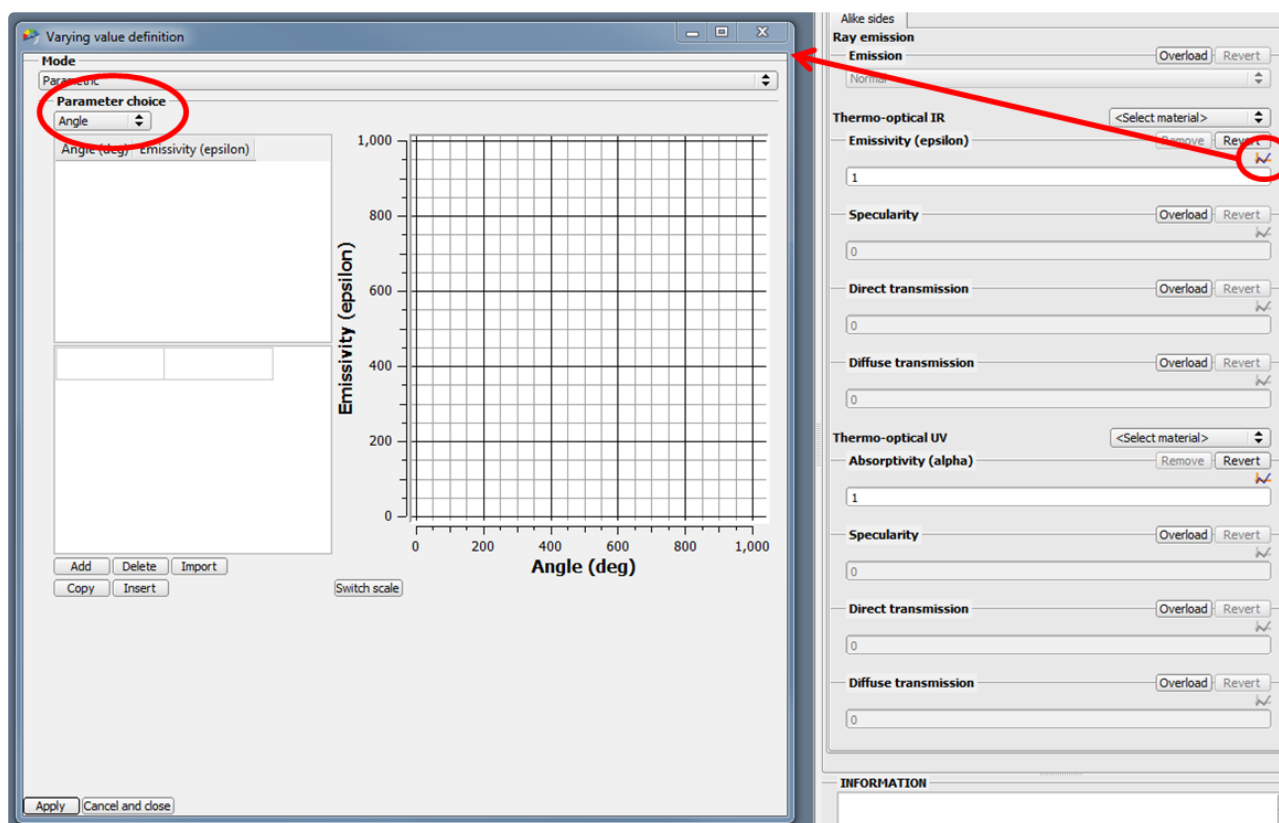 Varying value definition
Mode
Parametric
Parameter choice
Angle
Angle (deg) Emissivity (epsilon)
1,000
800
600
400
200
0
Emissivity (epsilon)
0 200 400 600 800 1,000
Angle (deg)
Add Delete Import
Copy Insert
Switch scale
Apply Cancel and close
Alike sides
Ray emission
Emission Overload Revert
Normal
Thermo-optical IR <Select material>
Emissivity (epsilon) Remove Revert
1
Specularity Overload Revert
0
Direct transmission Overload Revert
0
Diffuse transmission Overload Revert
0
Thermo-optical UV <Select material>
Absorptivity (alpha) Remove Revert
1
Specularity Overload Revert
0
Direct transmission Overload Revert
0
Diffuse transmission Overload Revert
0
INFORMATION